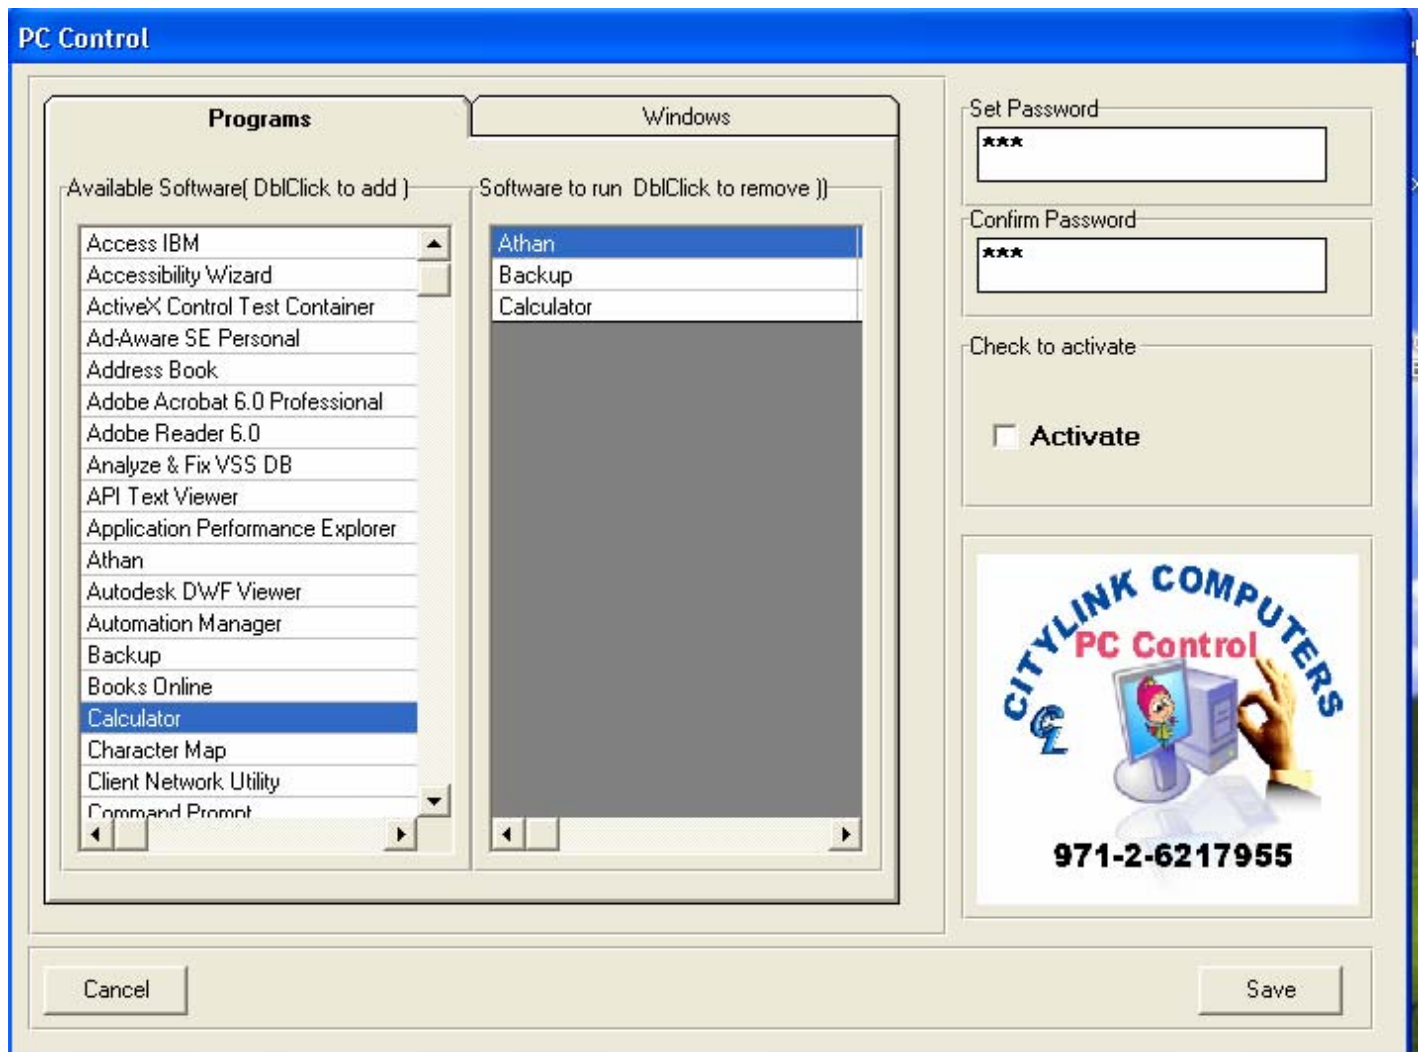 PC Control
Programs
Windows
Available Software( DblClick to add )
Access IBM
Accessibility Wizard
ActiveX Control Test Container
Ad-Aware SE Personal
Address Book
Adobe Acrobat 6.0 Professional
Adobe Reader 6.0
Analyze & Fix VSS DB
API Text Viewer
Application Performance Explorer
Athan
Autodesk DWF Viewer
Automation Manager
Backup
Books Online
Calculator
Character Map
Client Network Utility
Command Prompt
Software to run DblClick to remove ))
Athan
Backup
Calculator
Set Password
***
Confirm Password
***
Check to activate
Activate
CITYLINK COMPUTERS
PC Control
CL
971-2-6217955
Cancel
Save